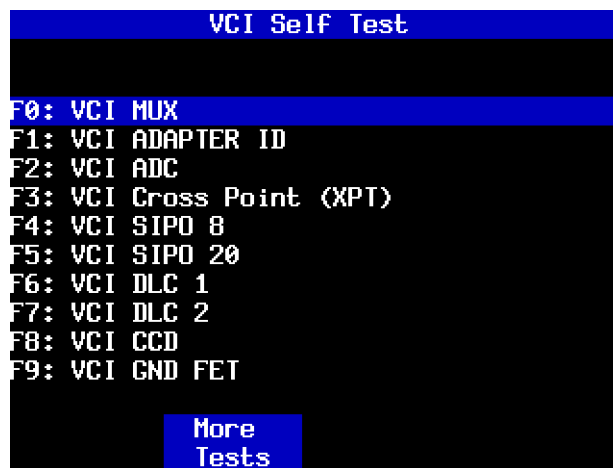 VCI Self Test
F0: VCI MUX
F1: VCI ADAPTER ID
F2: VCI ADC
F3: VCI Cross Point (XPT)
F4: VCI SIPO 8
F5: VCI SIPO 20
F6: VCI DLC 1
F7: VCI DLC 2
F8: VCI CCD
F9: VCI GND FET
More
Tests